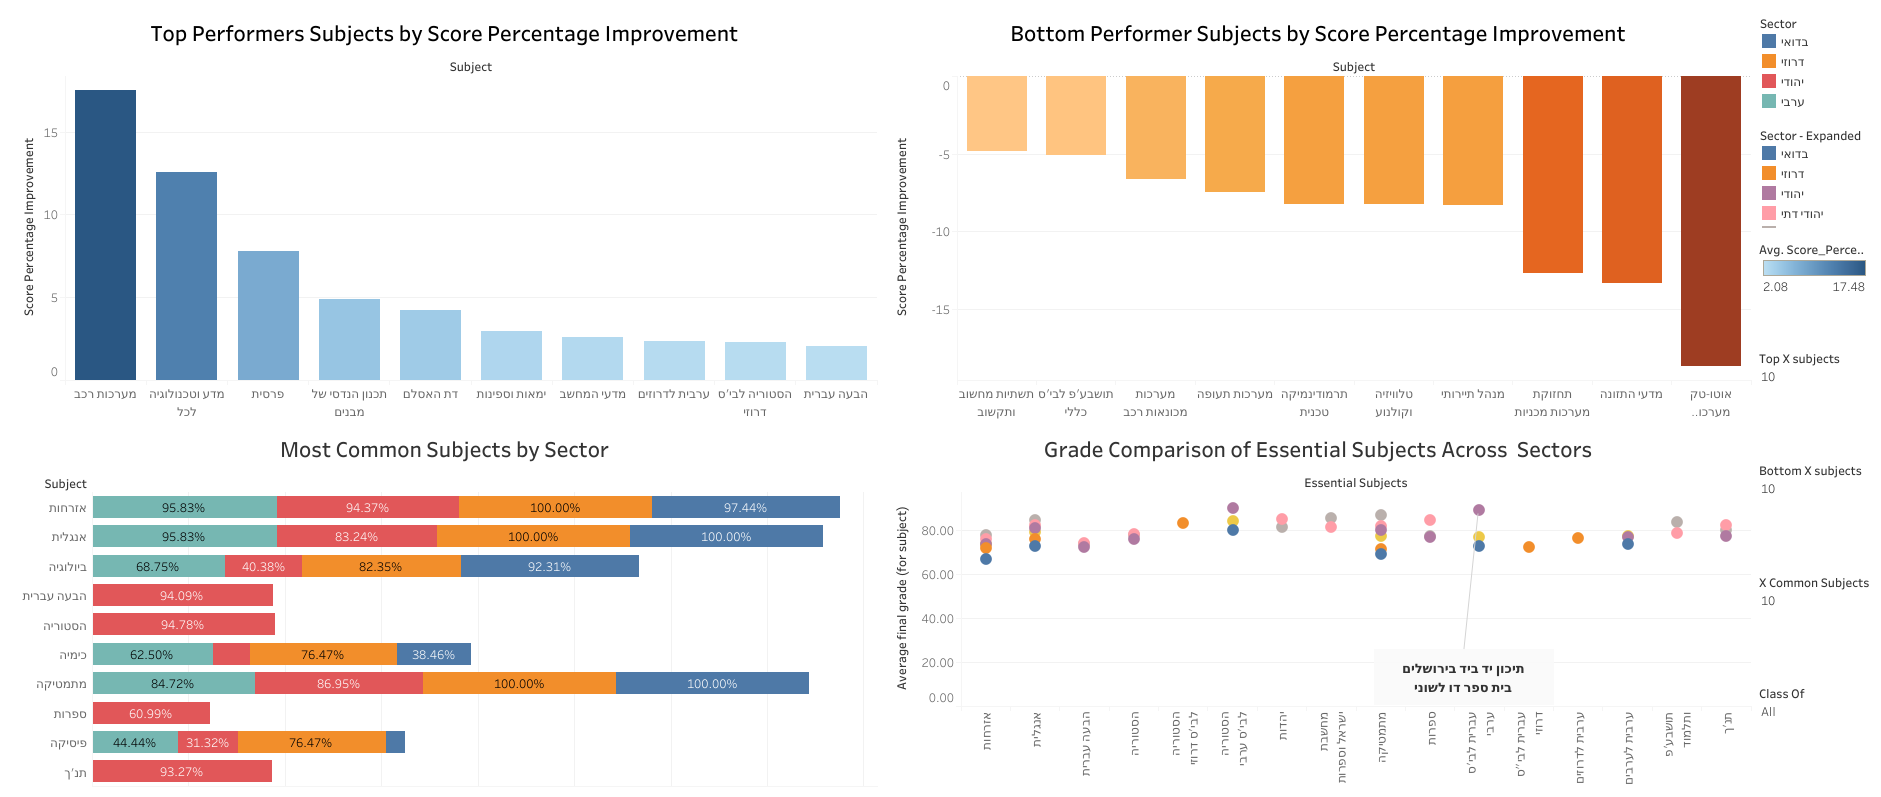 Top Performers Subjects by Score Percentage Improvement
Subject
Score Percentage Improvement
15
10
5
0
מערכות רכב
מדע וטכנולוגיה
לכל
פרסית
תכנון הנדסי של
מבנים
דת האסלם
ימאות וספינות
מדעי המחשב
ערבית לדרוזים
הסטוריה לבי'ס
דרוזי
הבעה עברית
Bottom Performer Subjects by Score Percentage Improvement
Subject
Score Percentage Improvement
0
-5
-10
-15
תשתיות מחשוב
ותקשוב
תושבע'פ לבי'ס
כללי
מערכות
מכונאות רכב
מערכות תעופה
תרמודינמיקה
טכנית
טלוויזיה
וקולנוע
מנהל תיירותי
תחזוקת
מערכות מכניות
מדעי התזונה
אוטו-טק
מערכו..
Sector
בדואי
דרוזי
יהודי
ערבי
Sector - Expanded
בדואי
דרוזי
יהודי
יהודי דתי
Avg. Score_Perce..
2.08
17.48
Top X subjects
10
Bottom X subjects
10
X Common Subjects
10
Class Of
All
Most Common Subjects by Sector
Subject
אזרחות
95.83%
94.37%
100.00%
97.44%
אנגלית
95.83%
83.24%
100.00%
100.00%
ביולוגיה
68.75%
40.38%
82.35%
92.31%
הבעה עברית
94.09%
הסטוריה
94.78%
כימיה
62.50%
76.47%
38.46%
מתמטיקה
84.72%
86.95%
100.00%
100.00%
ספרות
60.99%
פיסיקה
44.44%
31.32%
76.47%
תנ'ך
93.27%
Grade Comparison of Essential Subjects Across Sectors
Essential Subjects
Average final grade (for subject)
80.00
60.00
40.00
20.00
0.00
תיכון יד ביד בירושלים
בית ספר דו לשוני
אזרחות
אנגלית
הבעה עברית
הסטוריה
הסטוריה
לבי'ס דרוזי
הסטוריה
לבי'ס ערבי
יהדות
מחשבת
ישראל וספרות
מתמטיקה
ספרות
עברית לבי'ס
ערבי
עברית לבי''ס
דרוזי
ערבית לדרוזים
ערבית לערבים
תושבע'פ
ותלמוד
תנ'ך